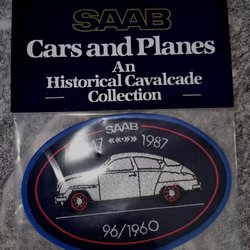 SAAB
Cars and Planes
An
Historical Cavalcade
Collection
SAAB
47 «‹·›» 1987
96/1960